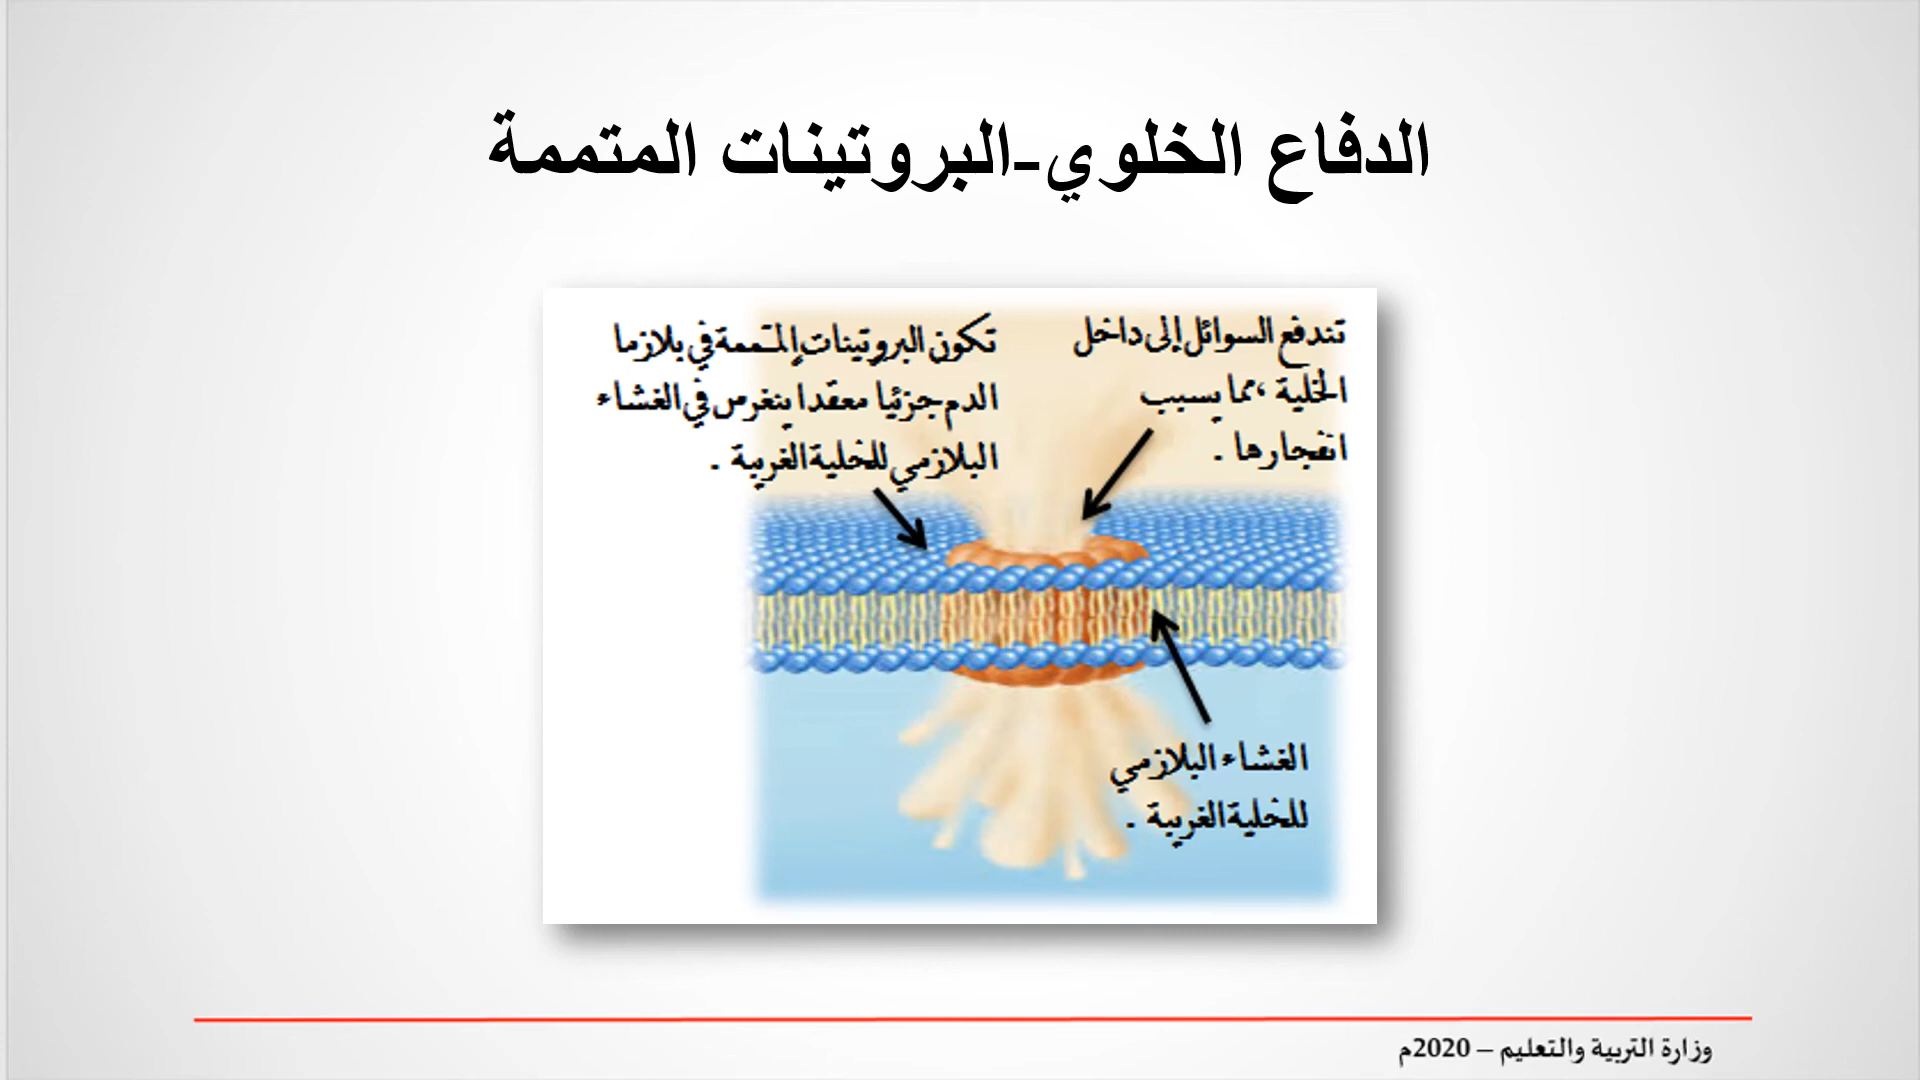 الدفاع الخلوي-البروتينات المتممة
تندفع السوائل إلى داخل
الخلية ، مما يسبب
انفجارها .
تكون البروتينات المتممة في بلازما
الدم جزئيا معقدا ينغرس في الغشاء
البلازمي للخلية الغريبة .
الغشاء البلازمي
للخلية الغريبة .
وزارة التربية والتعليم – 2020م